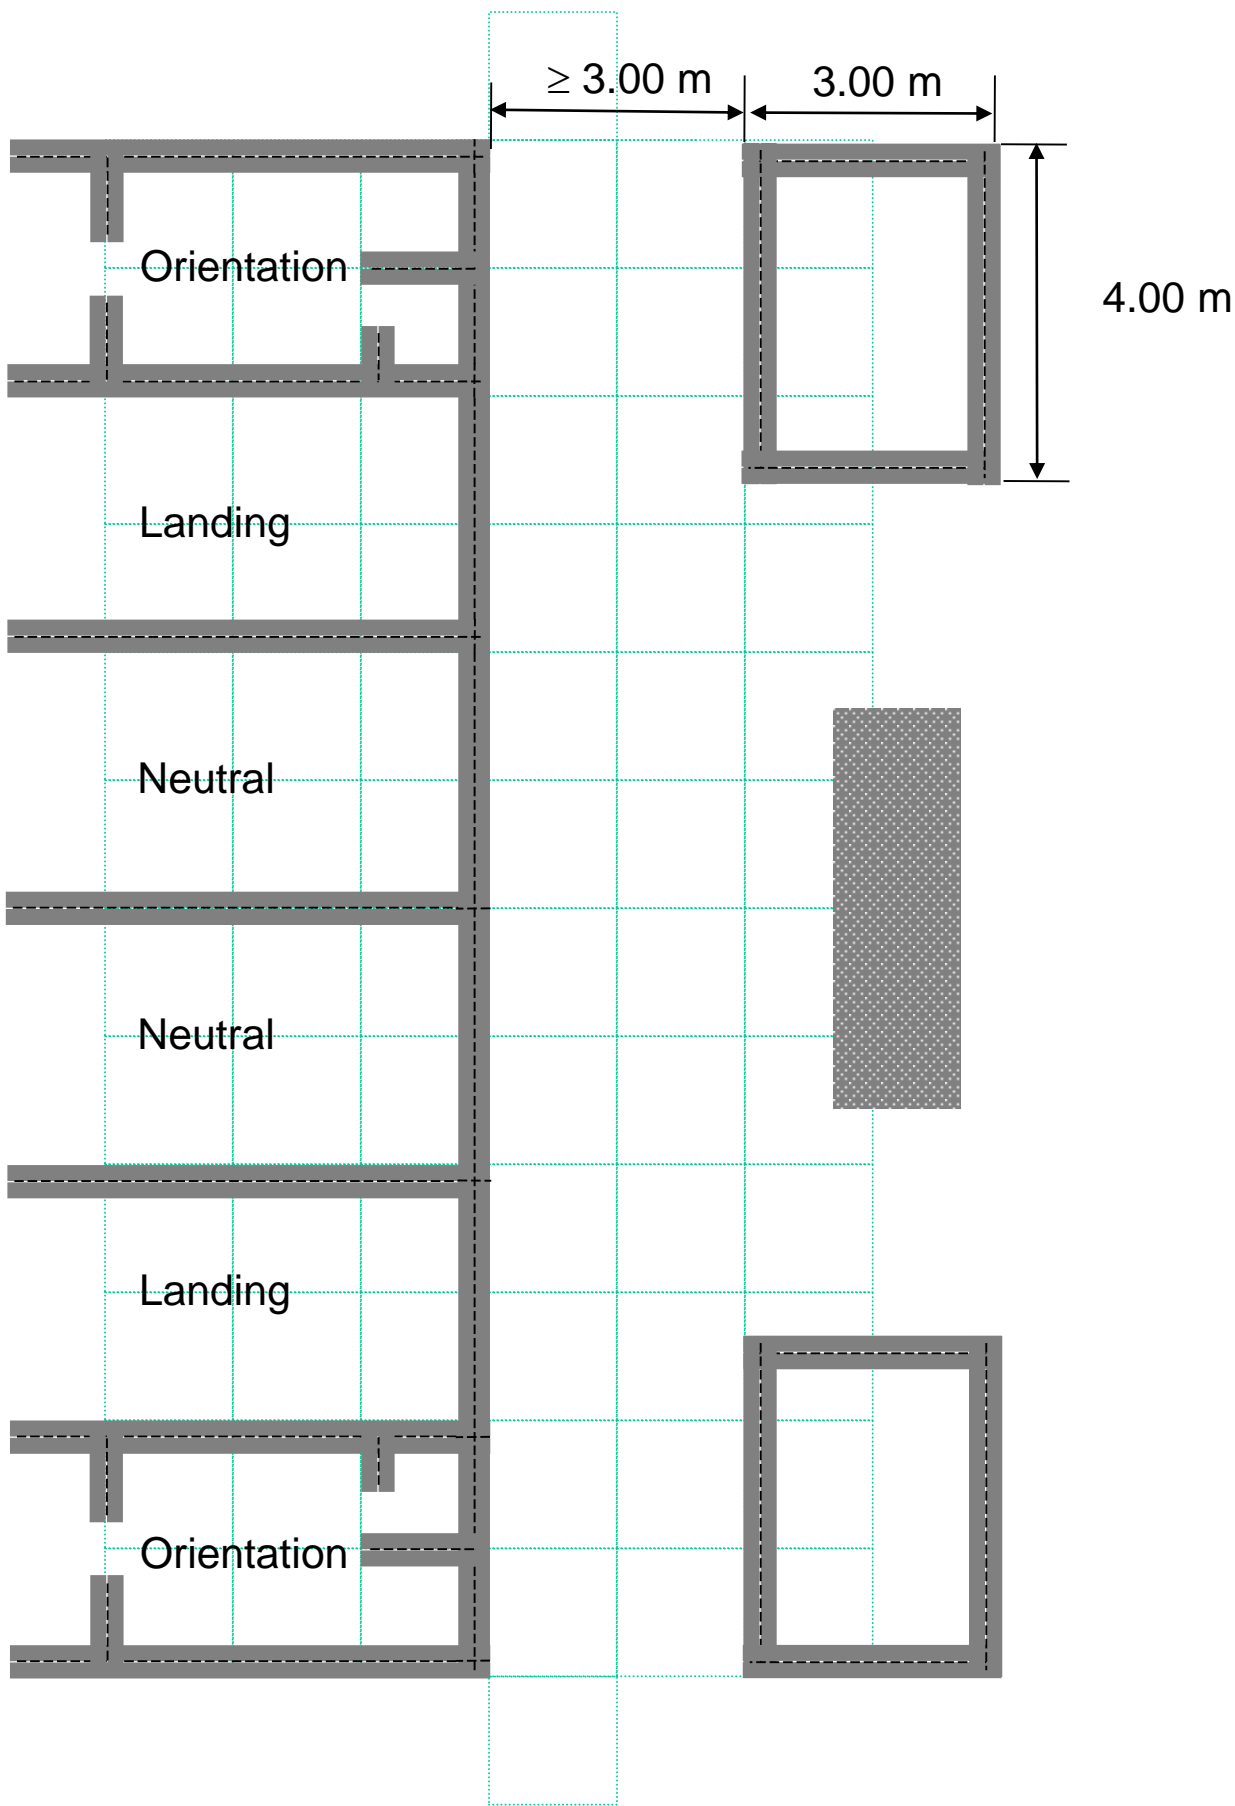 ≥ 3.00 m
3.00 m
Orientation
4.00 m
Landing
Neutral
Neutral
Landing
Orientation